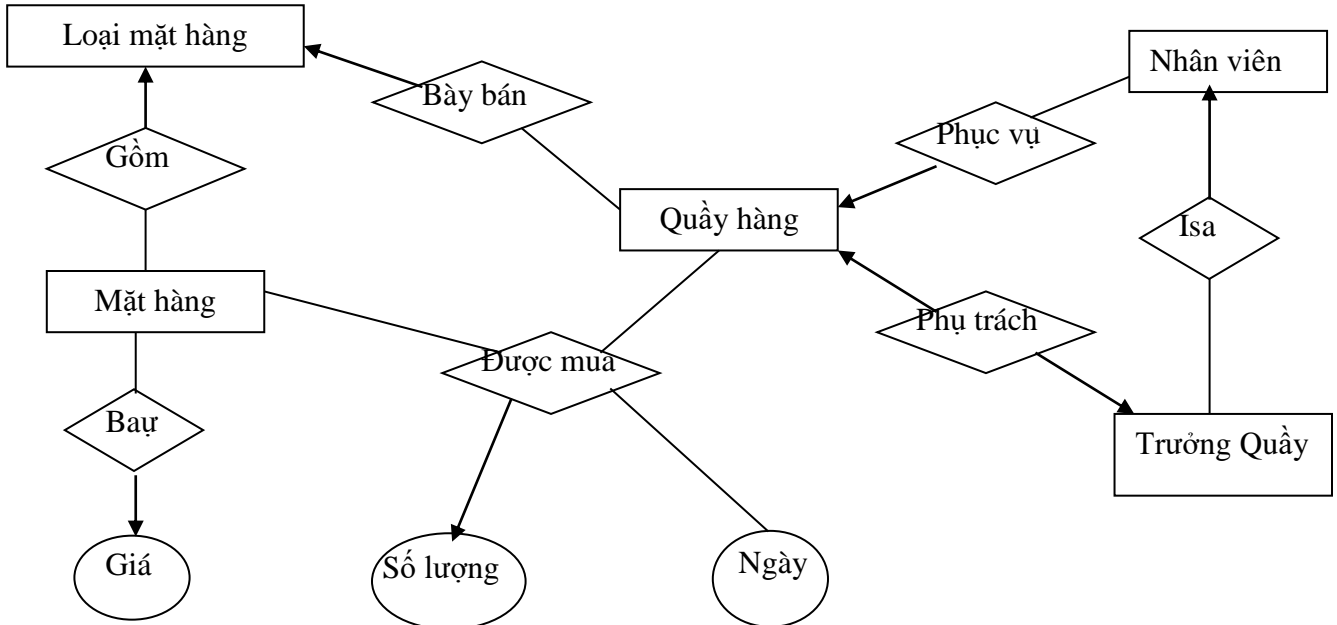 Loại mặt hàng
Nhân viên
Bày bán
Phục vụ
Gồm
Quầy hàng
Isa
Mặt hàng
Phụ trách
Được mua
Baự
Trưởng Quầy
Giá
Số lượng
Ngày